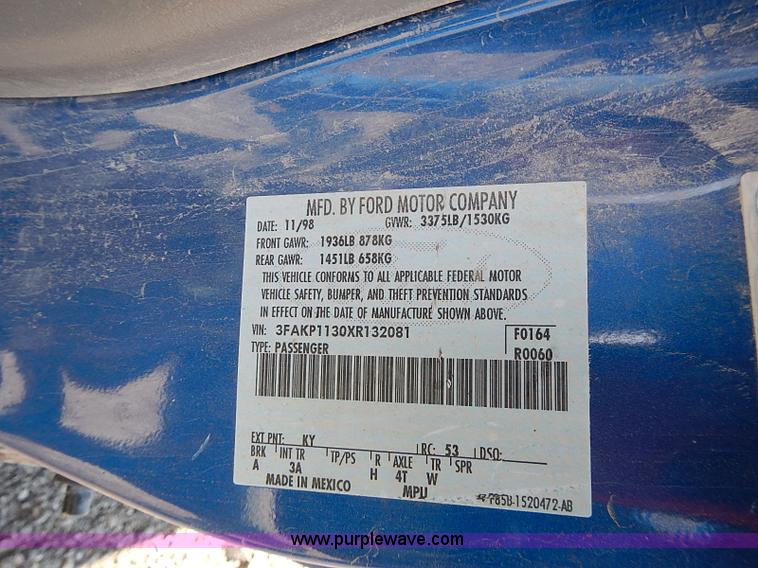 MFD. BY FORD MOTOR COMPANY
DATE: 11/98 GVWR: 3375LB/1530KG
FRONT GAWR: 1936LB 878KG
REAR GAWR: 1451LB 658KG
THIS VEHICLE CONFORMS TO ALL APPLICABLE FEDERAL MOTOR
VEHICLE SAFETY, BUMPER, AND THEFT PREVENTION STANDARDS
IN EFFECT ON THE DATE OF MANUFACTURE SHOWN ABOVE.
VIN: 3FAKP1130XR132081 F0164
TYPE: PASSENGER R0060
EXT PNT: KY RC: 53 DSO:
BRK INT TR TP/PS R AXLE TR SPR
A 3A H 4T W
MADE IN MEXICO MPU F85B-1520472-AB
www.purplewave.com